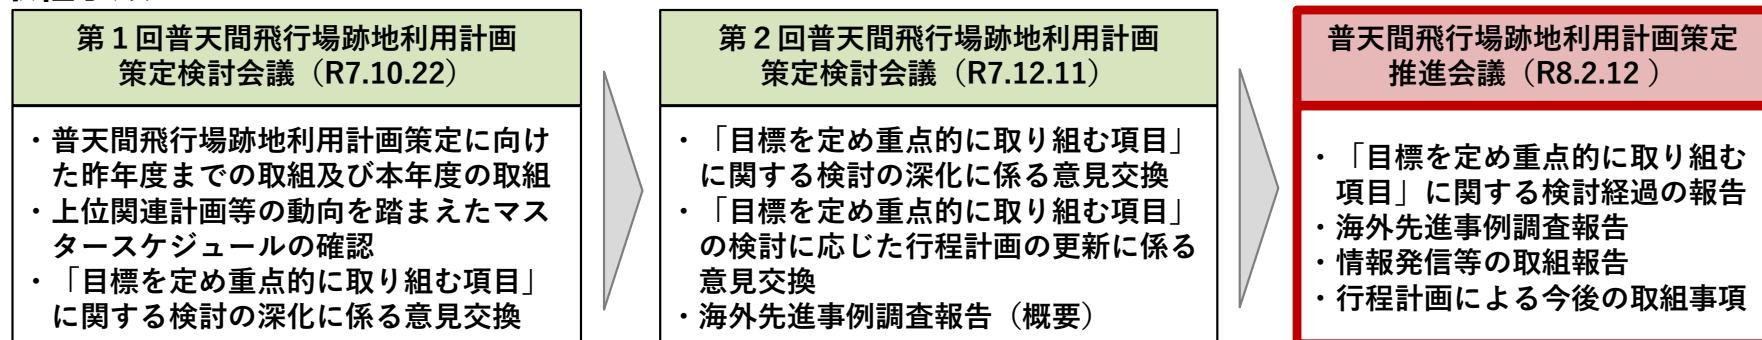 第１回普天間飛行場跡地利用計画
策定検討会議（R7.10.22）
・普天間飛行場跡地利用計画策定に向け
た昨年度までの取組及び本年度の取組
・上位関連計画等の動向を踏まえたマス
タースケジュールの確認
・「目標を定め重点的に取り組む項目」
に関する検討の深化に係る意見交換
第２回普天間飛行場跡地利用計画
策定検討会議（R7.12.11）
・「目標を定め重点的に取り組む項目」
に関する検討の深化に係る意見交換
・「目標を定め重点的に取り組む項目」
の検討に応じた行程計画の更新に係る
意見交換
・海外先進事例調査報告（概要）
普天間飛行場跡地利用計画策定
推進会議（R8.2.12 ）
・「目標を定め重点的に取り組む
項目」に関する検討経過の報告
・海外先進事例調査報告
・情報発信等の取組報告
・行程計画による今後の取組事項